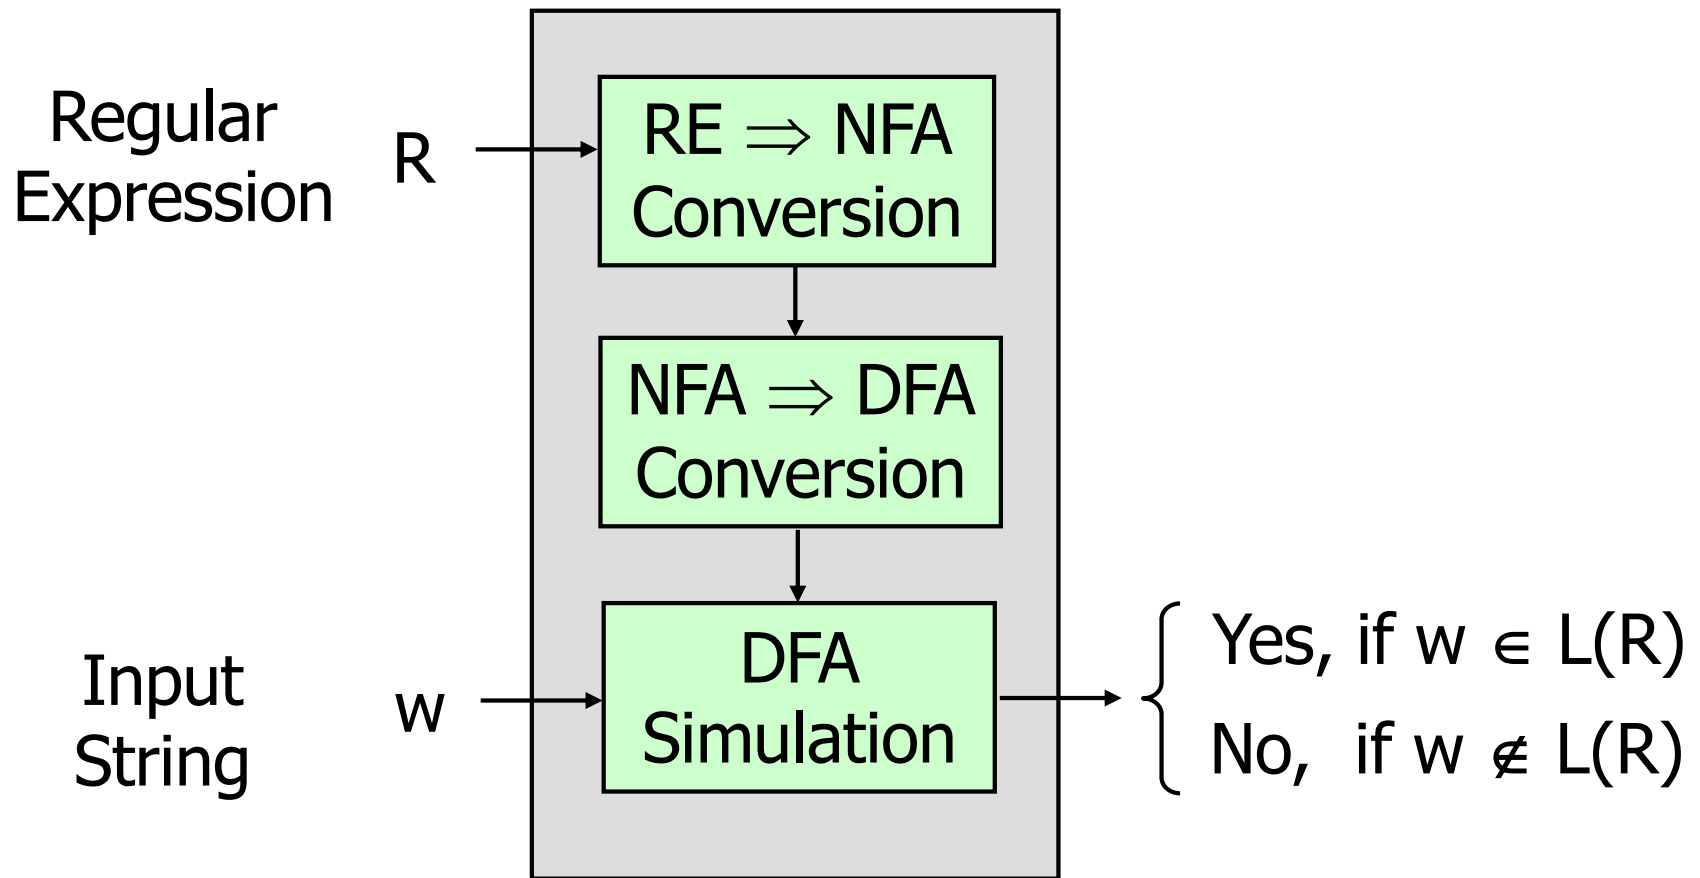 Regular
Expression
R
RE ⇒ NFA
Conversion
NFA ⇒ DFA
Conversion
Input
String
w
DFA
Simulation
Yes, if w ∈ L(R)
No, if w ∉ L(R)